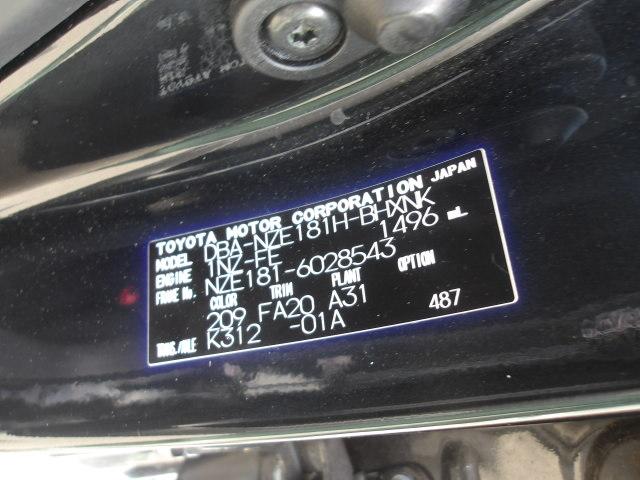 TOYOTA MOTOR CORPORATION JAPAN
MODEL DBA-NZE181H-BHXNK
ENGINE 1NZ-FE 1496 mL
FRAME No. NZE181-6028543
COLOR TRIM PLANT OPTION
209 FA20 A31 487
TRNS./AXLE K312 -01A